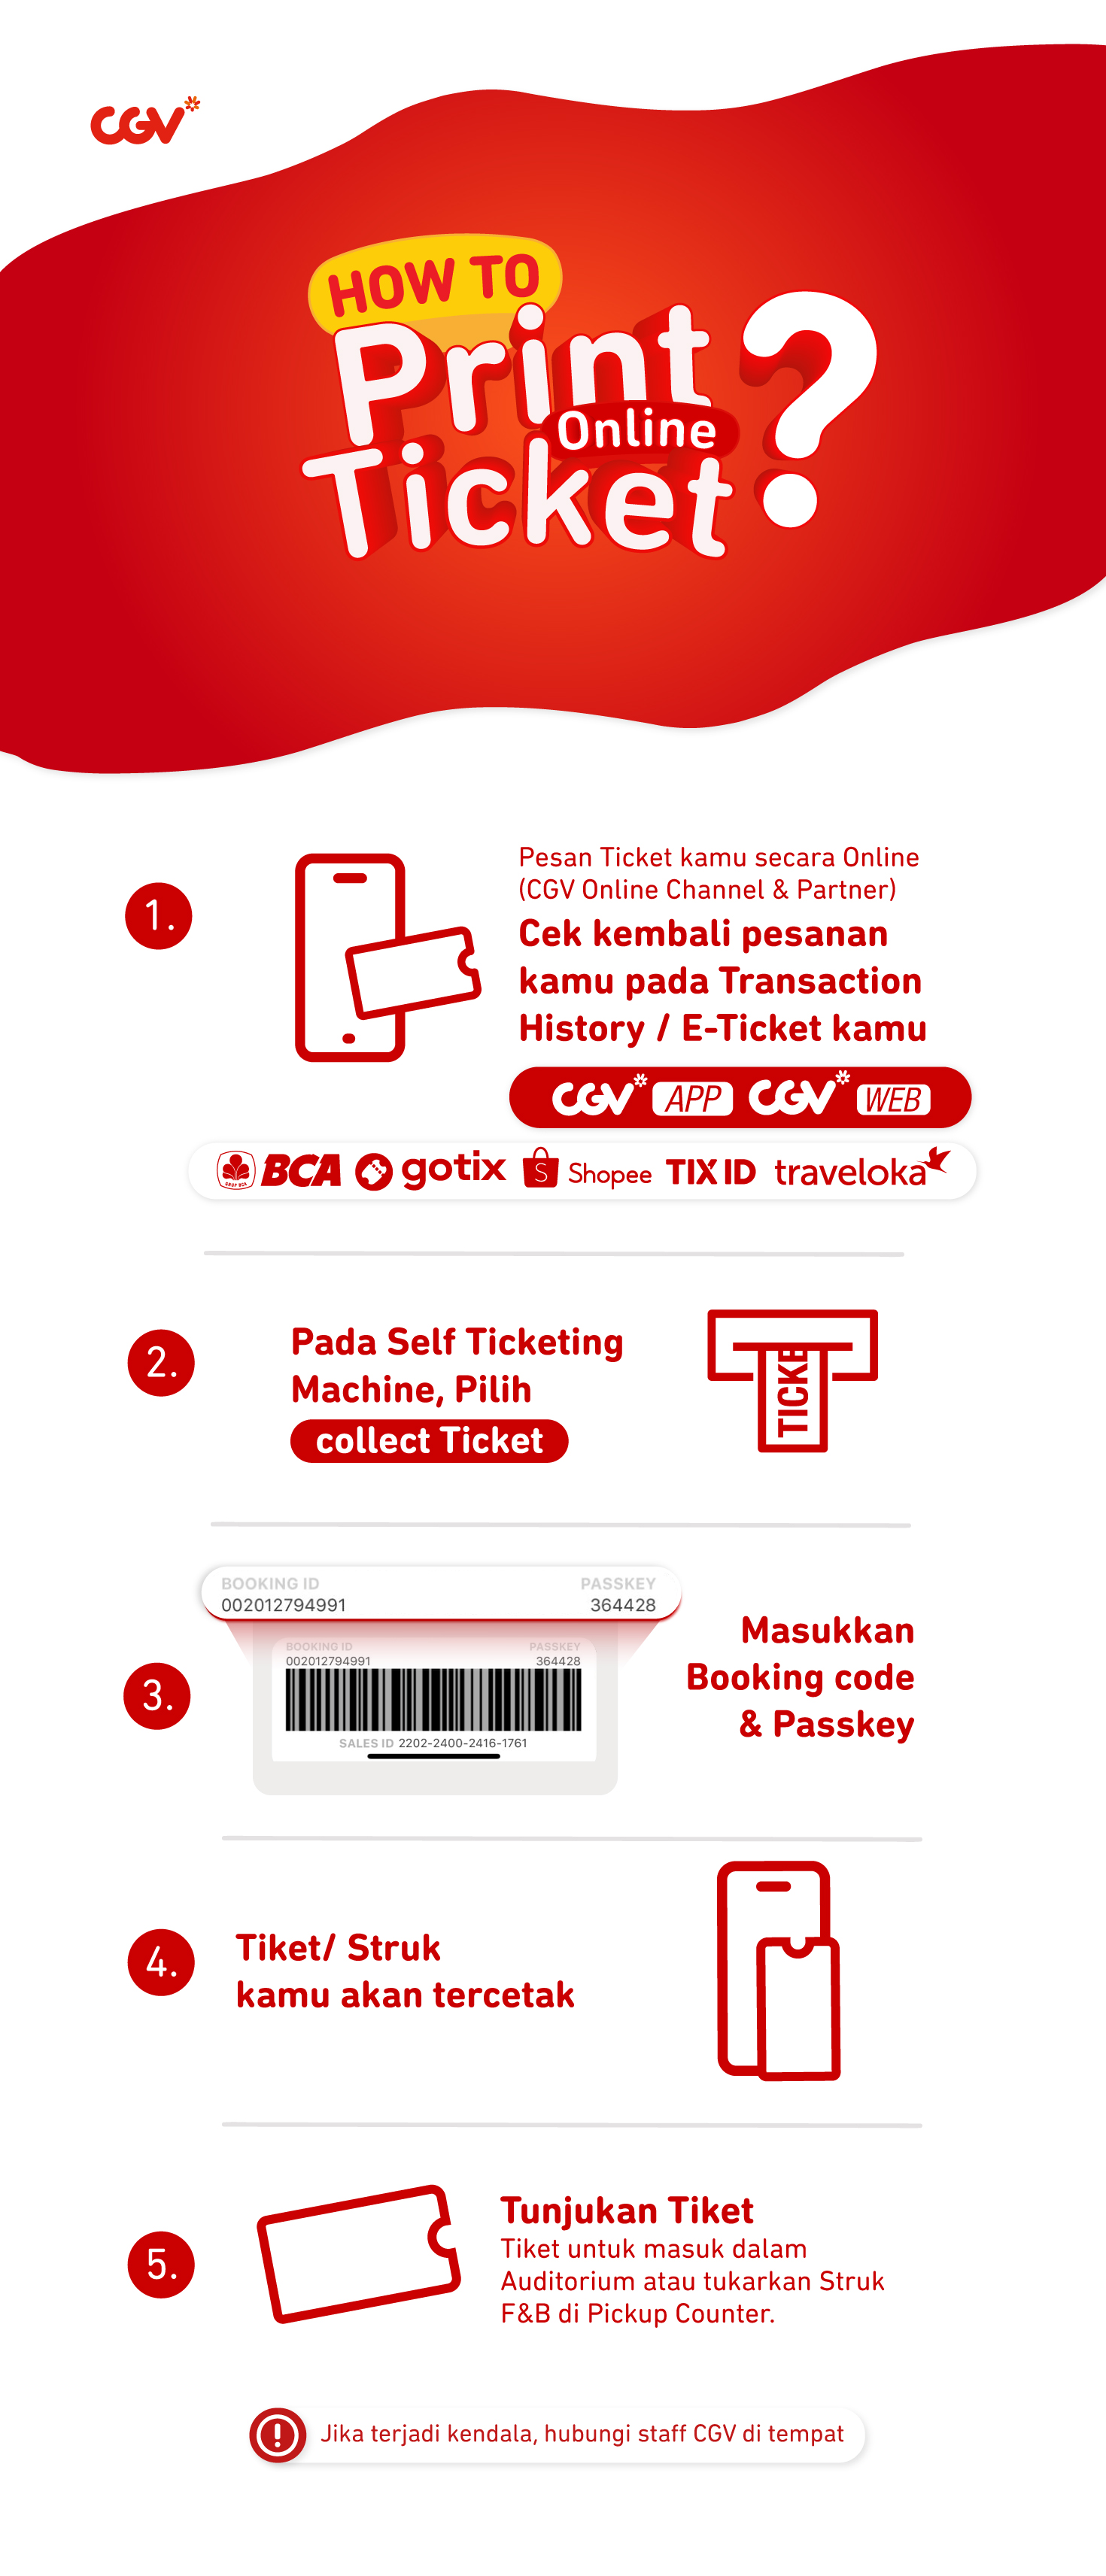 CGV
HOW TO
Print
Online
Ticket?
1.
Pesan Ticket kamu secara Online
(CGV Online Channel & Partner)
Cek kembali pesanan
kamu pada Transaction
History / E-Ticket kamu
CGV APP CGV WEB
GRUP BCA BCA gotix S Shopee TIX ID traveloka
2.
Pada Self Ticketing
Machine, Pilih
collect Ticket
TICKE
3.
BOOKING ID PASSKEY
002012794991 364428
BOOKING ID PASSKEY
002012794991 364428
SALES ID 2202-2400-2416-1761
Masukkan
Booking code
& Passkey
4.
Tiket/ Struk
kamu akan tercetak
5.
Tunjukan Tiket
Tiket untuk masuk dalam
Auditorium atau tukarkan Struk
F&B di Pickup Counter.
! Jika terjadi kendala, hubungi staff CGV di tempat